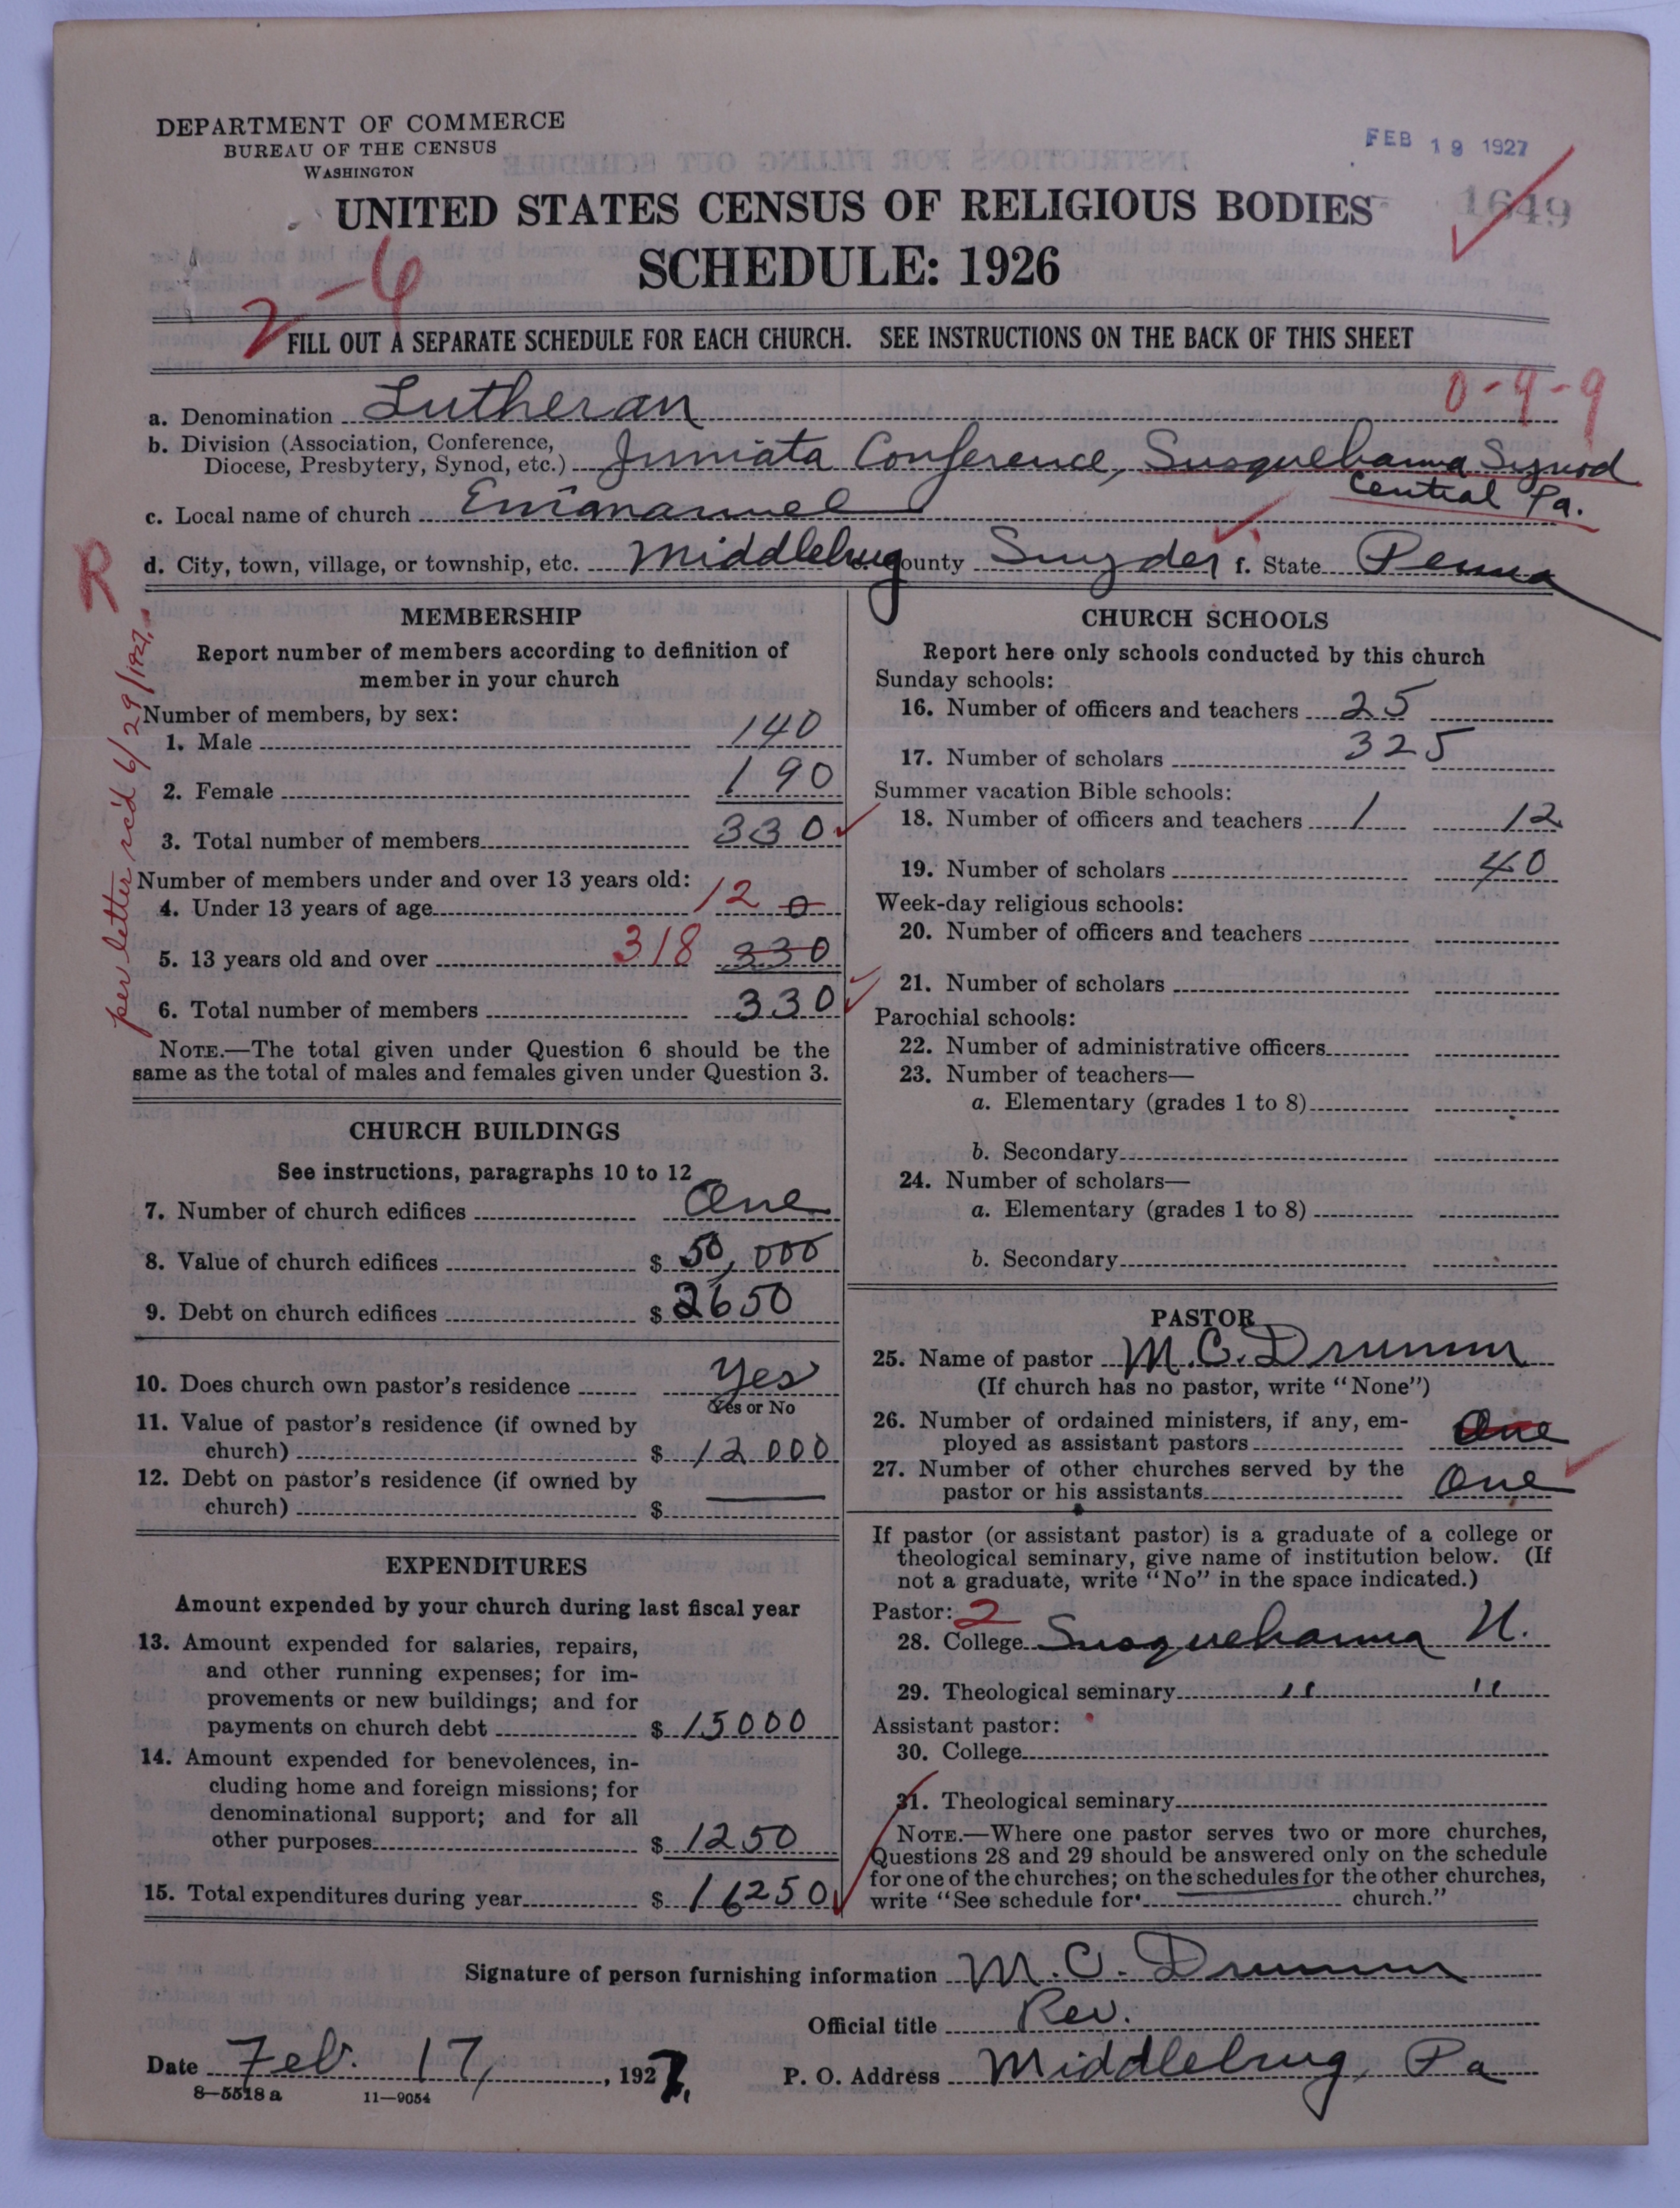 DEPARTMENT OF COMMERCE
BUREAU OF THE CENSUS
WASHINGTON
FEB 19 1927
1649
UNITED STATES CENSUS OF RELIGIOUS BODIES
SCHEDULE: 1926
2-6
FILL OUT A SEPARATE SCHEDULE FOR EACH CHURCH. SEE INSTRUCTIONS ON THE BACK OF THIS SHEET
0-9-9
a. Denomination Lutheran
b. Division (Association, Conference,
Diocese, Presbytery, Synod, etc.) Juniata Conference, Susquehanna Synod
Central Pa.
c. Local name of church Emmanuel
d. City, town, village, or township, etc. Middleburg County Snyder f. State Penna
R
per letter rec'd 6/29/1927.
MEMBERSHIP
Report number of members according to definition of
member in your church
Number of members, by sex:
1. Male 140
2. Female 190
3. Total number of members 330
Number of members under and over 13 years old:
4. Under 13 years of age 12 0
5. 13 years old and over 318 330
6. Total number of members 330
NOTE.—The total given under Question 6 should be the
same as the total of males and females given under Question 3.
CHURCH BUILDINGS
See instructions, paragraphs 10 to 12
7. Number of church edifices One
8. Value of church edifices $ 50,000
9. Debt on church edifices $ 2650
10. Does church own pastor's residence Yes
Yes or No
11. Value of pastor's residence (if owned by
church) $ 12000
12. Debt on pastor's residence (if owned by
church) $
EXPENDITURES
Amount expended by your church during last fiscal year
13. Amount expended for salaries, repairs,
and other running expenses; for im-
provements or new buildings; and for
payments on church debt $ 15000
14. Amount expended for benevolences, in-
cluding home and foreign missions; for
denominational support; and for all
other purposes $ 1250
15. Total expenditures during year $ 16250
CHURCH SCHOOLS
Report here only schools conducted by this church
Sunday schools:
16. Number of officers and teachers 25
17. Number of scholars 325
Summer vacation Bible schools:
18. Number of officers and teachers 1 12
19. Number of scholars 40
Week-day religious schools:
20. Number of officers and teachers
21. Number of scholars
Parochial schools:
22. Number of administrative officers
23. Number of teachers—
a. Elementary (grades 1 to 8)
b. Secondary
24. Number of scholars—
a. Elementary (grades 1 to 8)
b. Secondary
PASTOR
25. Name of pastor M. C. Drumm
(If church has no pastor, write "None")
26. Number of ordained ministers, if any, em-
ployed as assistant pastors One
27. Number of other churches served by the
pastor or his assistants One
If pastor (or assistant pastor) is a graduate of a college or
theological seminary, give name of institution below. (If
not a graduate, write "No" in the space indicated.)
Pastor: 2
28. College Susquehanna U.
29. Theological seminary " "
Assistant pastor:
30. College
31. Theological seminary
NOTE.—Where one pastor serves two or more churches,
Questions 28 and 29 should be answered only on the schedule
for one of the churches; on the schedules for the other churches,
write "See schedule for church."
Signature of person furnishing information M. C. Drumm
Official title Rev.
Date Feb. 17, 1927. P. O. Address Middleburg, Pa
8—5518 a 11—9054